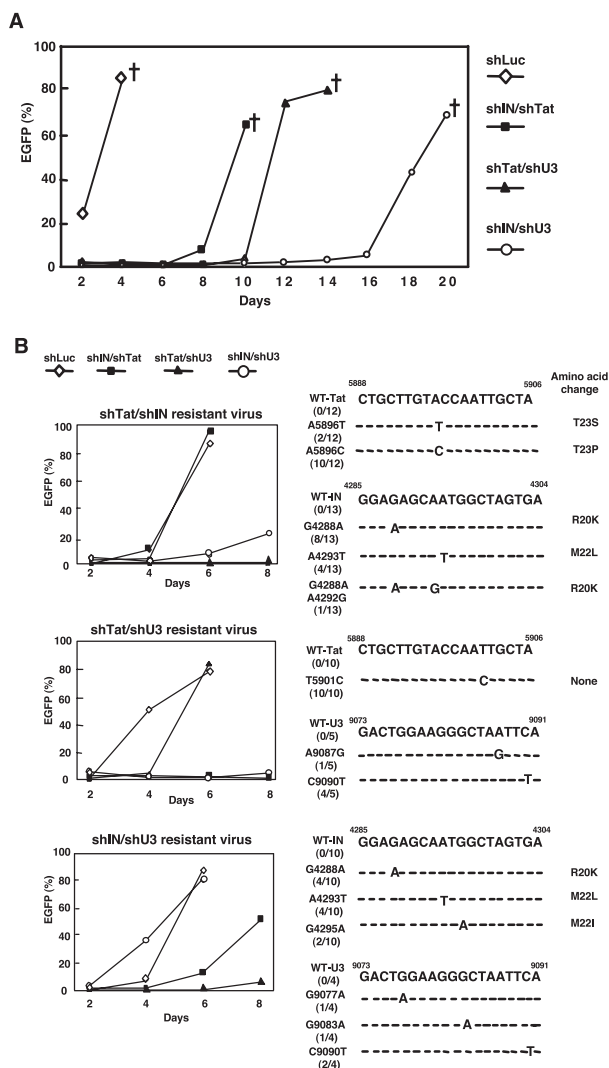 A
EGFP (%)
100
80
60
40
20
0
2 4 6 8 10 12 14 16 18 20
Days
† † † †
shLuc
shIN/shTat
shTat/shU3
shIN/shU3
B
shLuc shIN/shTat shTat/shU3 shIN/shU3
shTat/shIN resistant virus
EGFP (%)
100
80
60
40
20
0
2 4 6 8
Days
Amino acid
change
5888 5906
WT-Tat CTGCTTGTACCAATTGCTA
(0/12)
A5896T T T23S
(2/12)
A5896C C T23P
(10/12)
4285 4304
WT-IN GGAGAGCAATGGCTAGTGA
(0/13)
G4288A A R20K
(8/13)
A4293T T M22L
(4/13)
G4288A A G R20K
A4292G
(1/13)
shTat/shU3 resistant virus
EGFP (%)
100
80
60
40
20
0
2 4 6 8
Days
5888 5906
WT-Tat CTGCTTGTACCAATTGCTA
(0/10)
T5901C C None
(10/10)
9073 9091
WT-U3 GACTGGAAGGGCTAATTCA
(0/5)
A9087G G
(1/5)
C9090T T
(4/5)
shIN/shU3 resistant virus
EGFP (%)
100
80
60
40
20
0
2 4 6 8
Days
4285 4304
WT-IN GGAGAGCAATGGCTAGTGA
(0/10)
G4288A A R20K
(4/10)
A4293T T M22L
(4/10)
G4295A A M22I
(2/10)
9073 9091
WT-U3 GACTGGAAGGGCTAATTCA
(0/4)
G9077A A
(1/4)
G9083A A
(1/4)
C9090T T
(2/4)